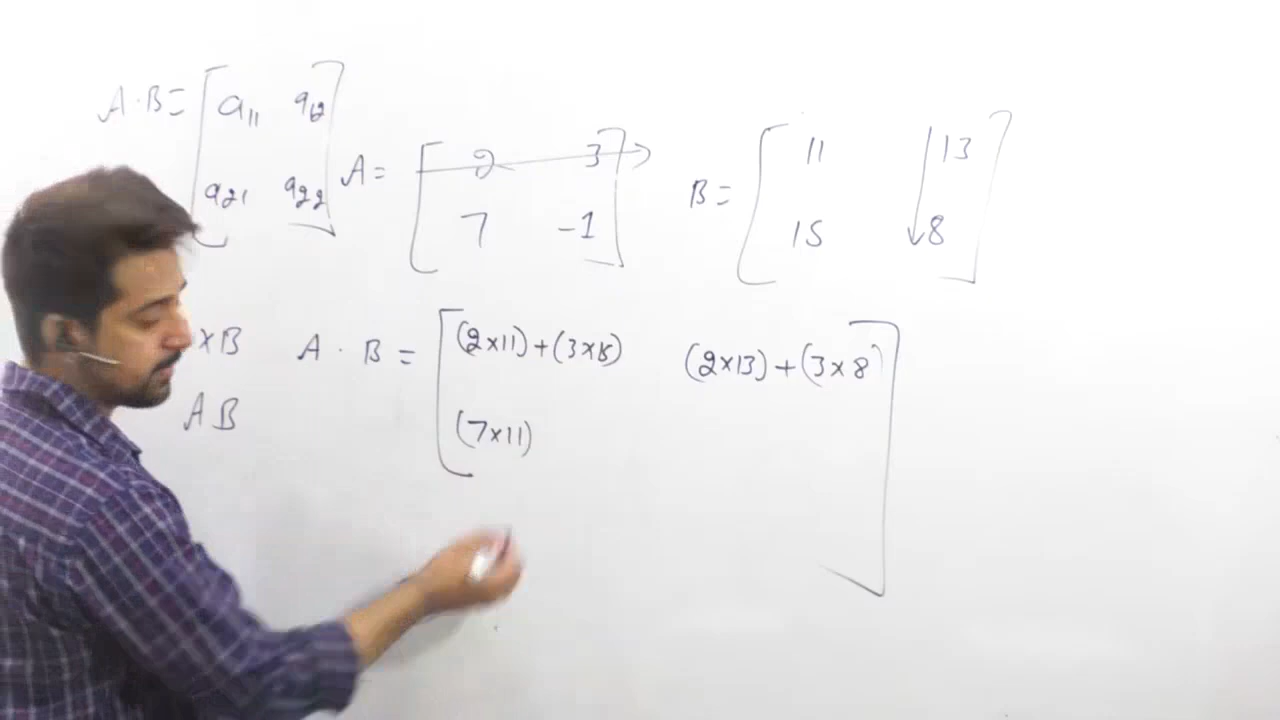 A·B = [a11 a12
a21 a22]
A = [2 3
7 -1]
B = [11 13
15 8]
×B
A · B = [(2×11)+(3×15) (2×13)+(3×8)
AB
(7×11)]